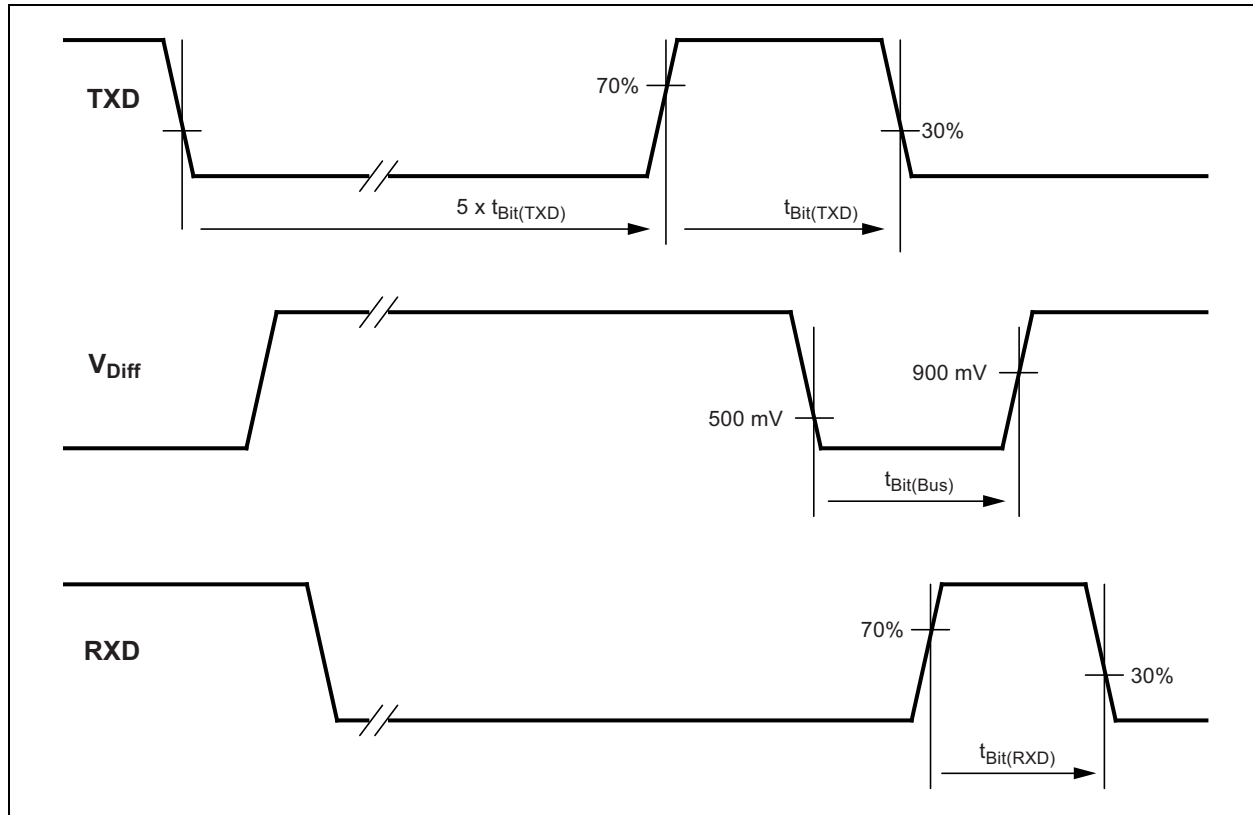 TXD
70%
30%
5 x tBit(TXD)
tBit(TXD)
VDiff
900 mV
500 mV
tBit(Bus)
RXD
70%
30%
tBit(RXD)